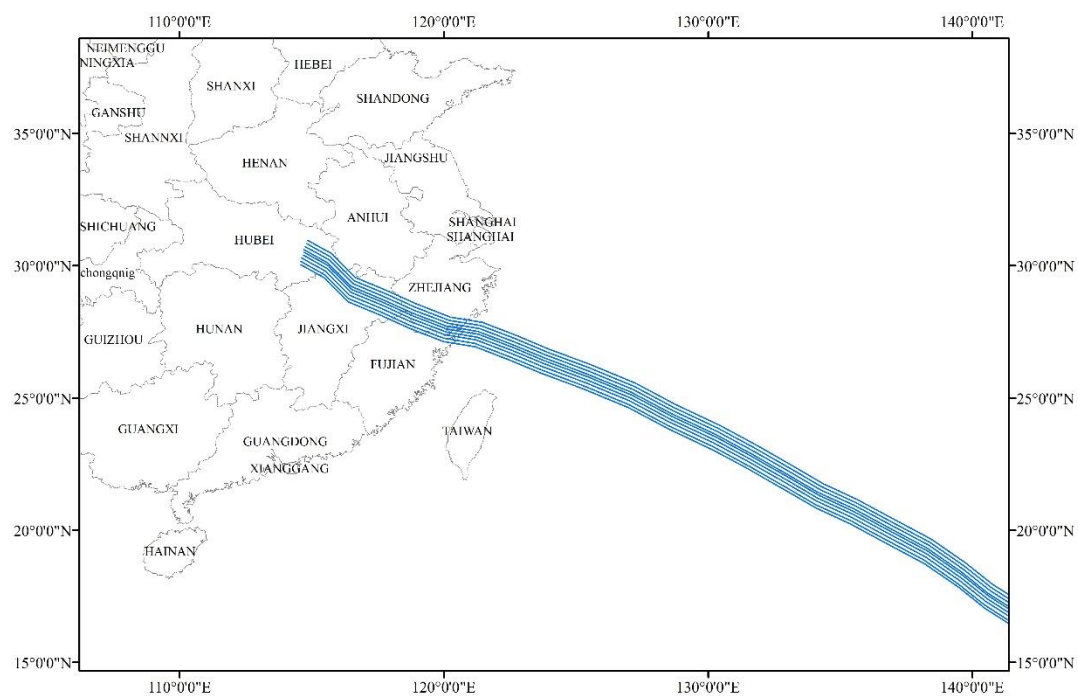 110°0'0"E 120°0'0"E 130°0'0"E 140°0'0"E
NEIMENGGU
NINGXIA
HEBEI
SHANXI
SHANDONG
GANSHU
35°0'0"N
SHANNXI
35°0'0"N
JIANGSHU
HENAN
ANHUI
SHICHUANG
SHANGHAI
HUBEI
SHANGHAI
30°0'0"N
30°0'0"N
chongqnig
ZHEJIANG
HUNAN
JIANGXI
GUIZHOU
FUJIAN
25°0'0"N
25°0'0"N
GUANGXI
TAIWAN
GUANGDONG
XIANGGANG
20°0'0"N
20°0'0"N
HAINAN
15°0'0"N
15°0'0"N
110°0'0"E 120°0'0"E 130°0'0"E 140°0'0"E